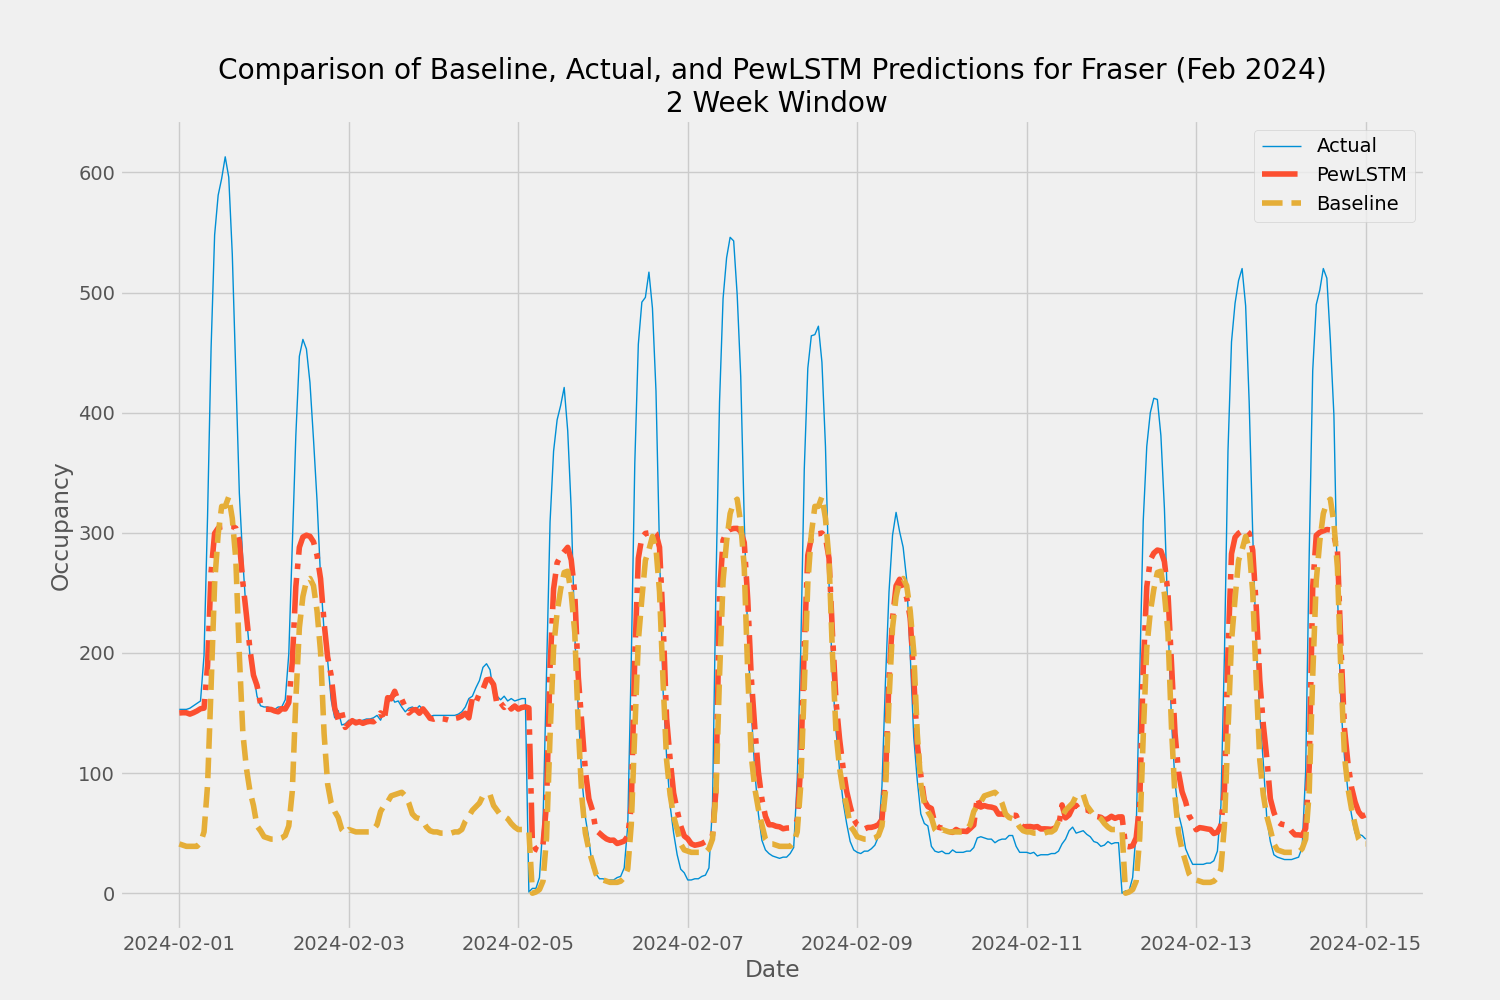 Comparison of Baseline, Actual, and PewLSTM Predictions for Fraser (Feb 2024)
2 Week Window
Actual
PewLSTM
Baseline
600
500
400
300
200
100
0
Occupancy
2024-02-01 2024-02-03 2024-02-05 2024-02-07 2024-02-09 2024-02-11 2024-02-13 2024-02-15
Date